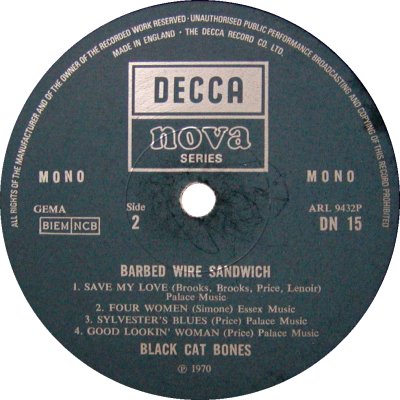 ALL RIGHTS OF THE MANUFACTURER AND OF THE OWNER OF THE RECORDED WORK RESERVED · UNAUTHORISED PUBLIC PERFORMANCE BROADCASTING AND COPYING OF THIS RECORD PROHIBITED
MADE IN ENGLAND · THE DECCA RECORD CO. LTD.
DECCA
nova
SERIES
MONO
MONO
GEMA
BIEM NCB
Side
2
ARL 9432P
DN 15
BARBED WIRE SANDWICH
1. SAVE MY LOVE (Brooks, Brooks, Price, Lenoir)
Palace Music
2. FOUR WOMEN (Simone) Essex Music
3. SYLVESTER'S BLUES (Price) Palace Music
4. GOOD LOOKIN' WOMAN (Price) Palace Music
BLACK CAT BONES
℗ 1970